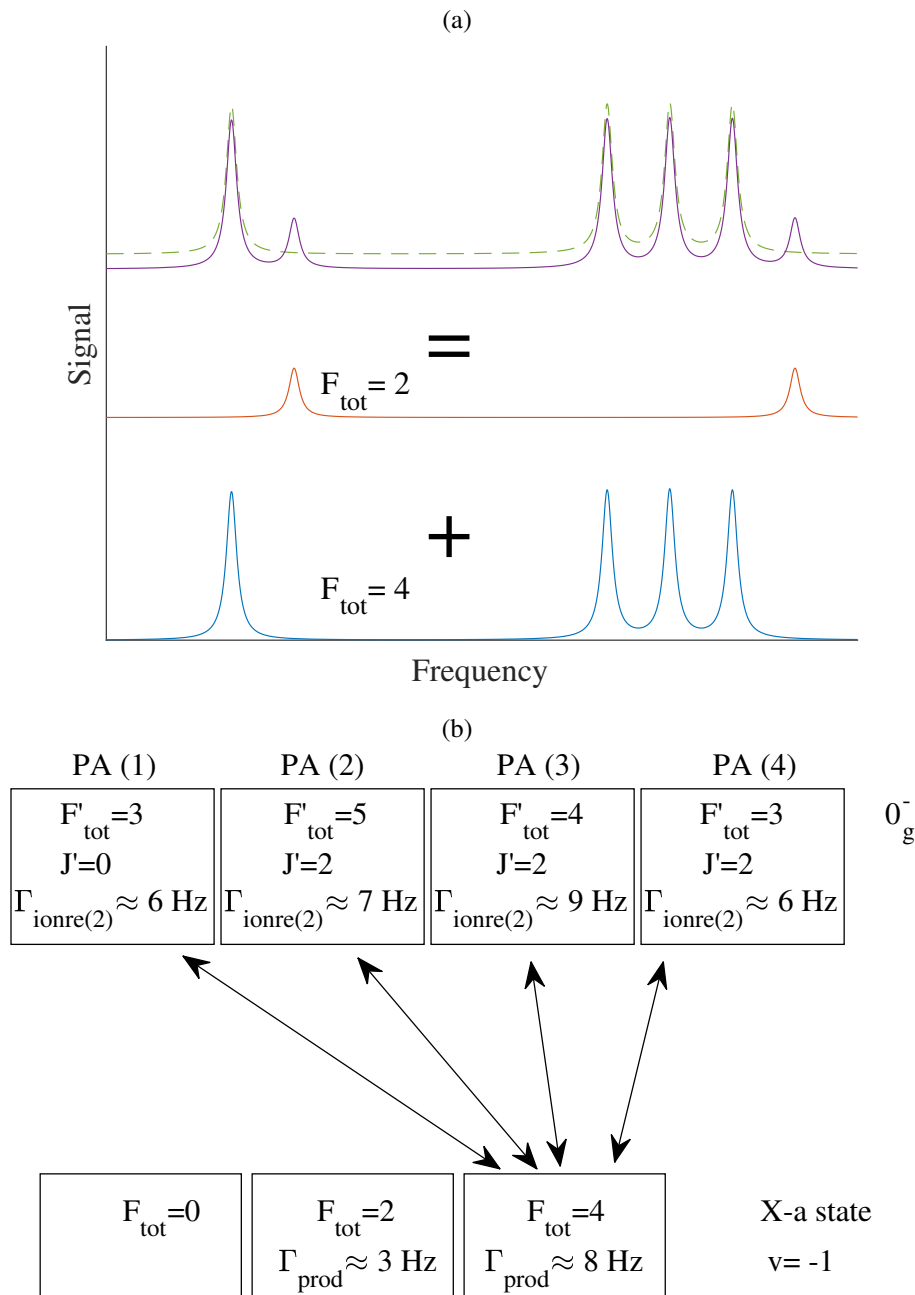 (a)
Signal
=
F_tot= 2
+
F_tot= 4
Frequency
(b)
PA (1) PA (2) PA (3) PA (4)
F'_tot=3 F'_tot=5 F'_tot=4 F'_tot=3 0_g^-
J'=0 J'=2 J'=2 J'=2
Γ_ionre(2)≈ 6 Hz Γ_ionre(2)≈ 7 Hz Γ_ionre(2)≈ 9 Hz Γ_ionre(2)≈ 6 Hz
F_tot=0 F_tot=2 F_tot=4 X-a state
Γ_prod≈ 3 Hz Γ_prod≈ 8 Hz v= -1